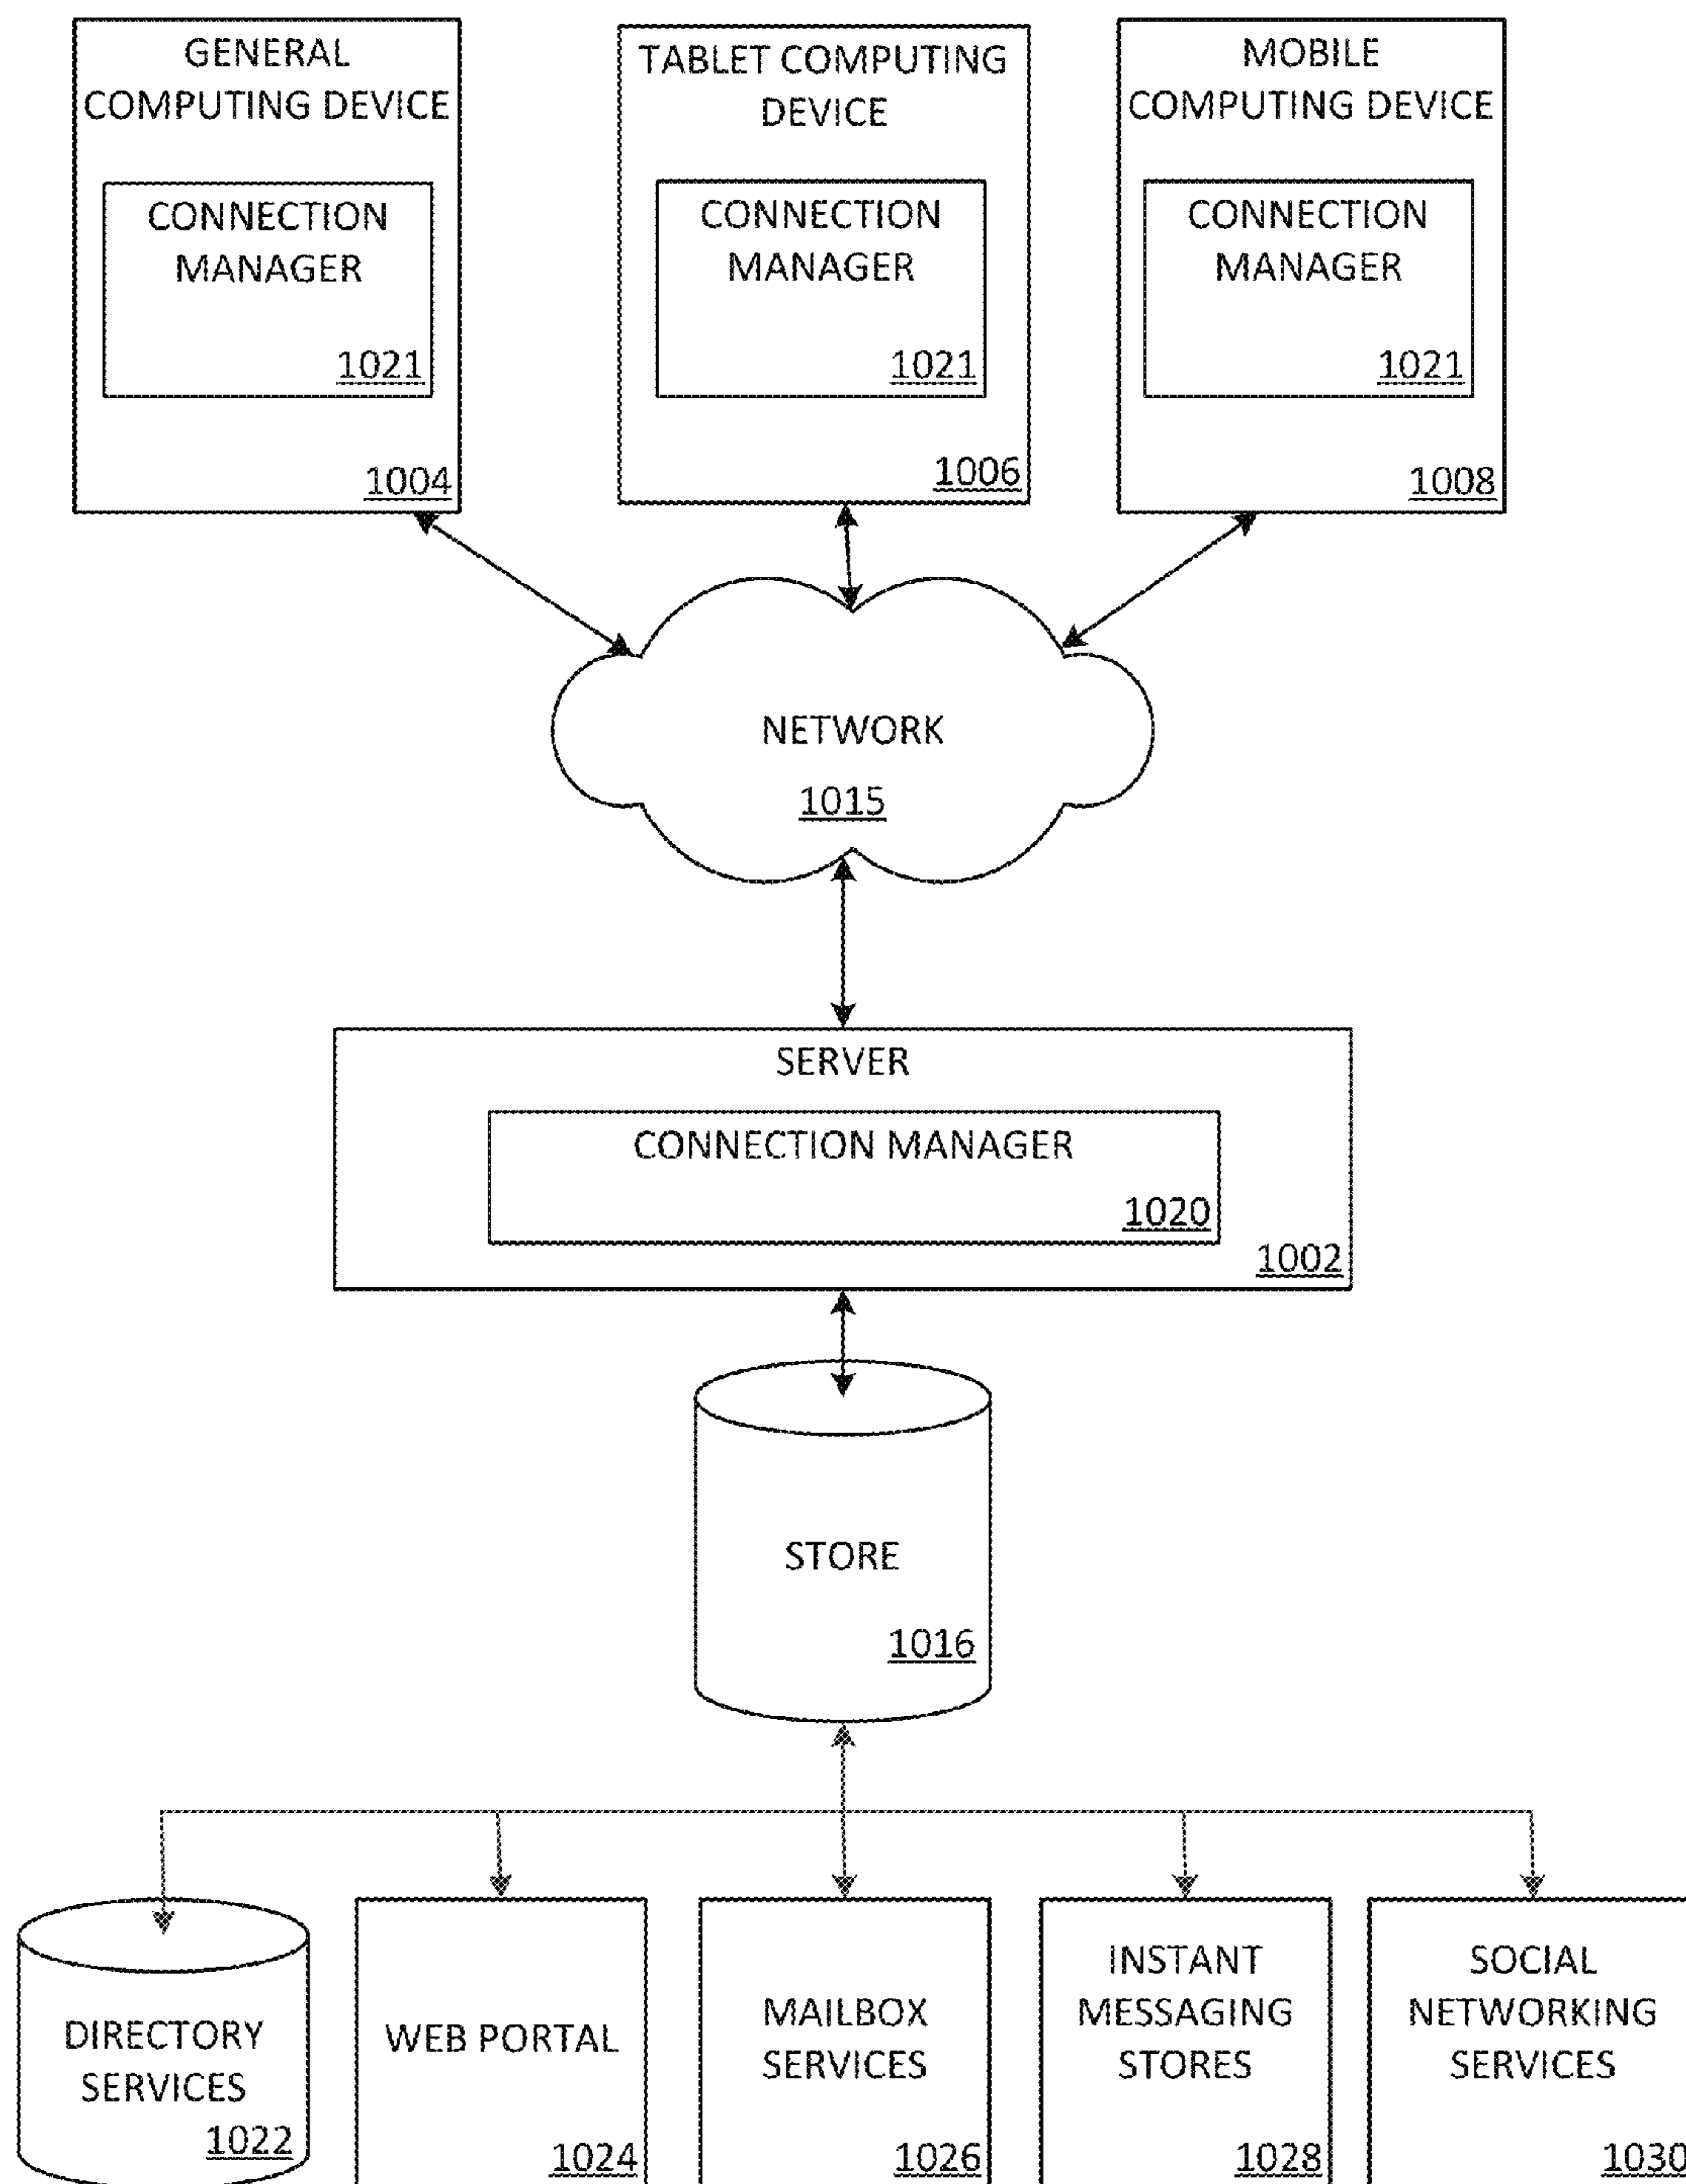 GENERAL
COMPUTING DEVICE
CONNECTION
MANAGER
1021
1004
TABLET COMPUTING
DEVICE
CONNECTION
MANAGER
1021
1006
MOBILE
COMPUTING DEVICE
CONNECTION
MANAGER
1021
1008
NETWORK
1015
SERVER
CONNECTION MANAGER
1020
1002
STORE
1016
DIRECTORY
SERVICES
1022
WEB PORTAL
1024
MAILBOX
SERVICES
1026
INSTANT
MESSAGING
STORES
1028
SOCIAL
NETWORKING
SERVICES
1030